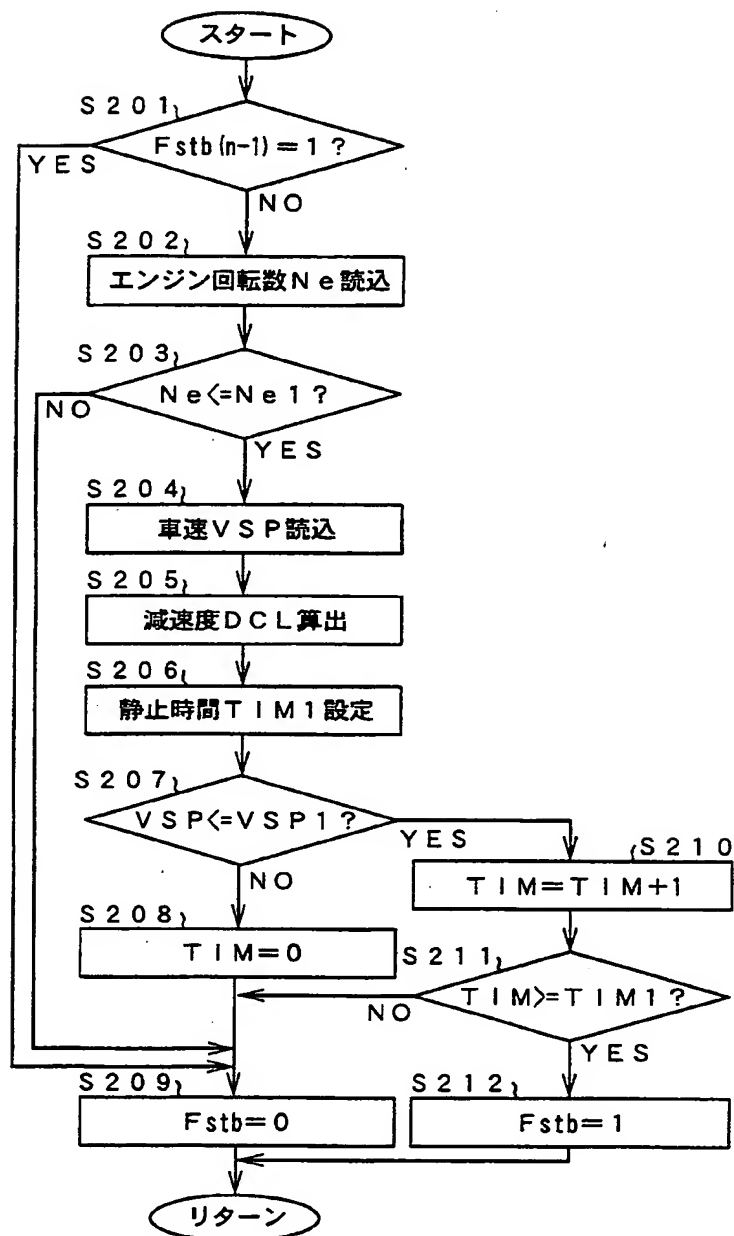 スタート
S201
Fstb(n-1)=1?
YES
NO
S202
エンジン回転数Ne読込
S203
Ne<=Ne1?
NO
YES
S204
車速VSP読込
S205
減速度DCL算出
S206
静止時間TIM1設定
S207
VSP<=VSP1?
YES
NO
S210
TIM=TIM+1
S208
TIM=0
S211
TIM>=TIM1?
NO
YES
S209
Fstb=0
S212
Fstb=1
リターン